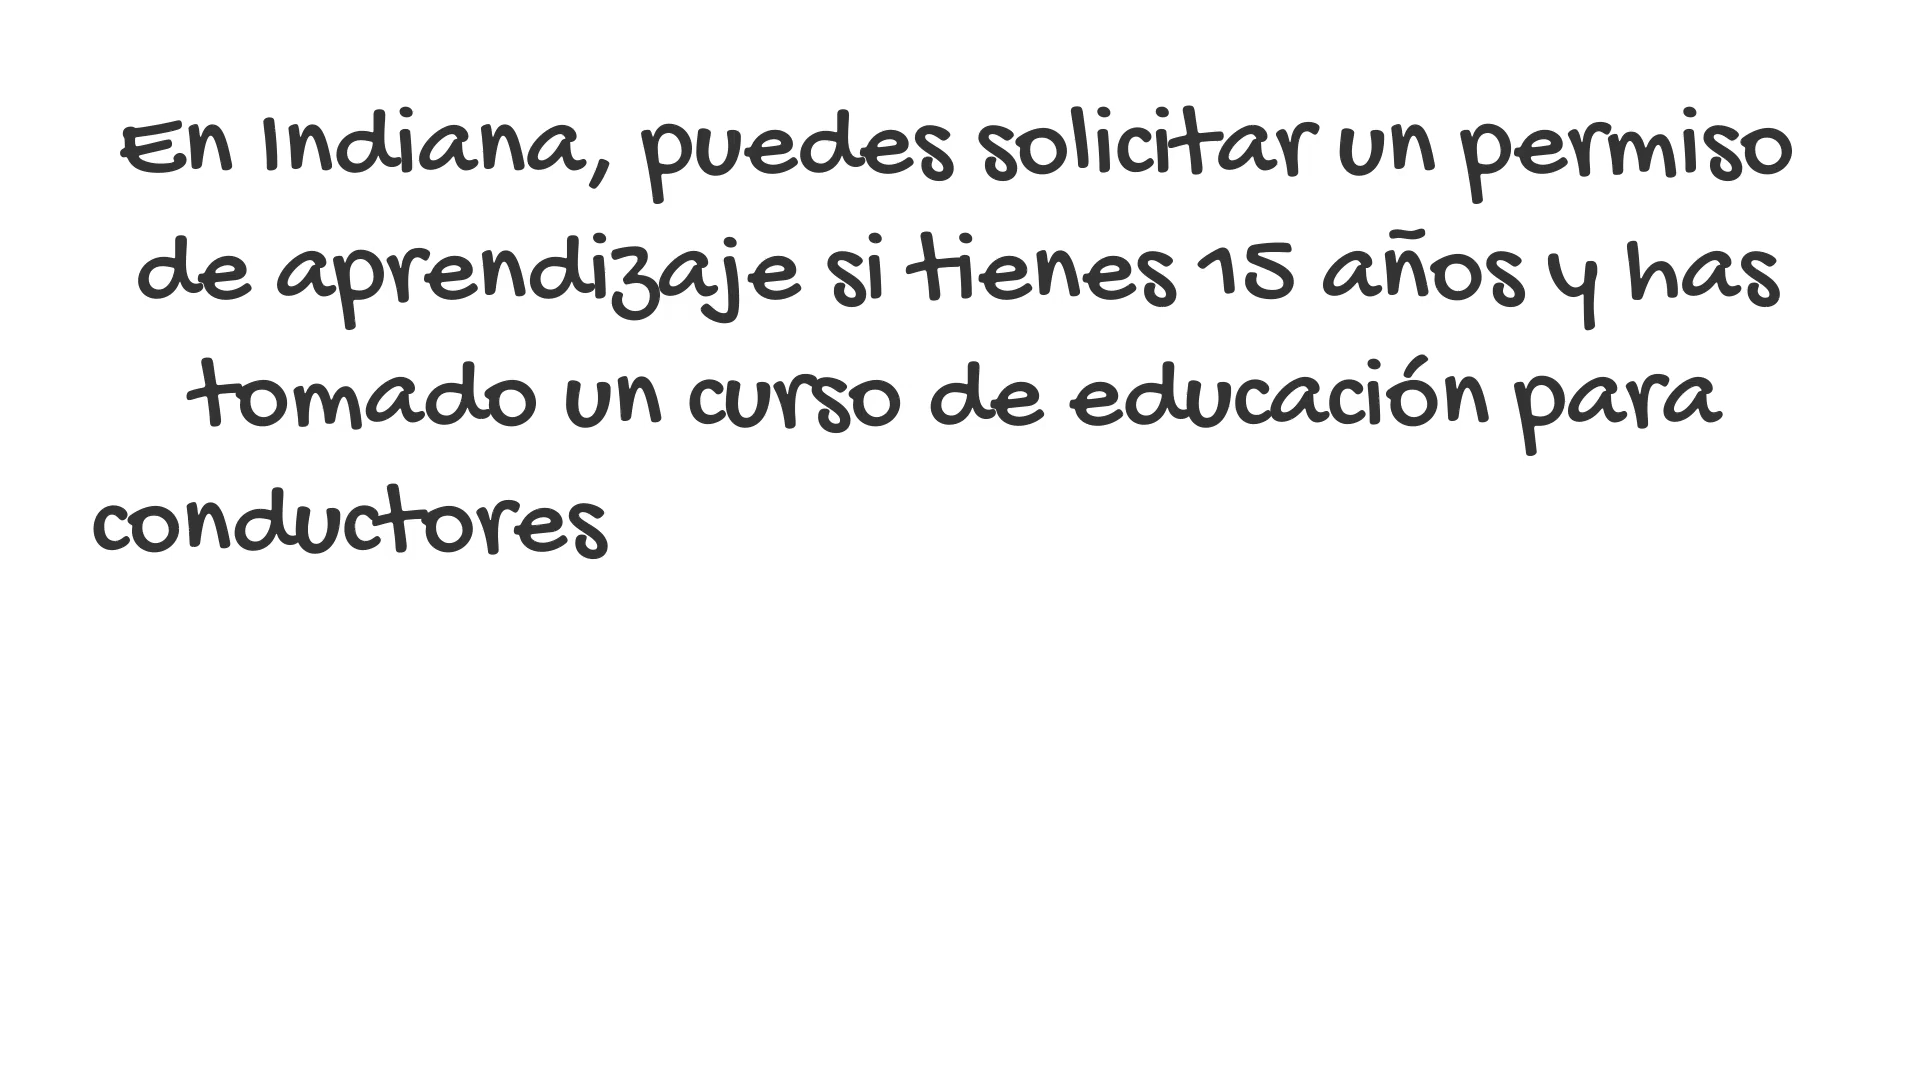 En Indiana, puedes solicitar un permiso
de aprendizaje si tienes 15 años y has
tomado un curso de educación para
conductores